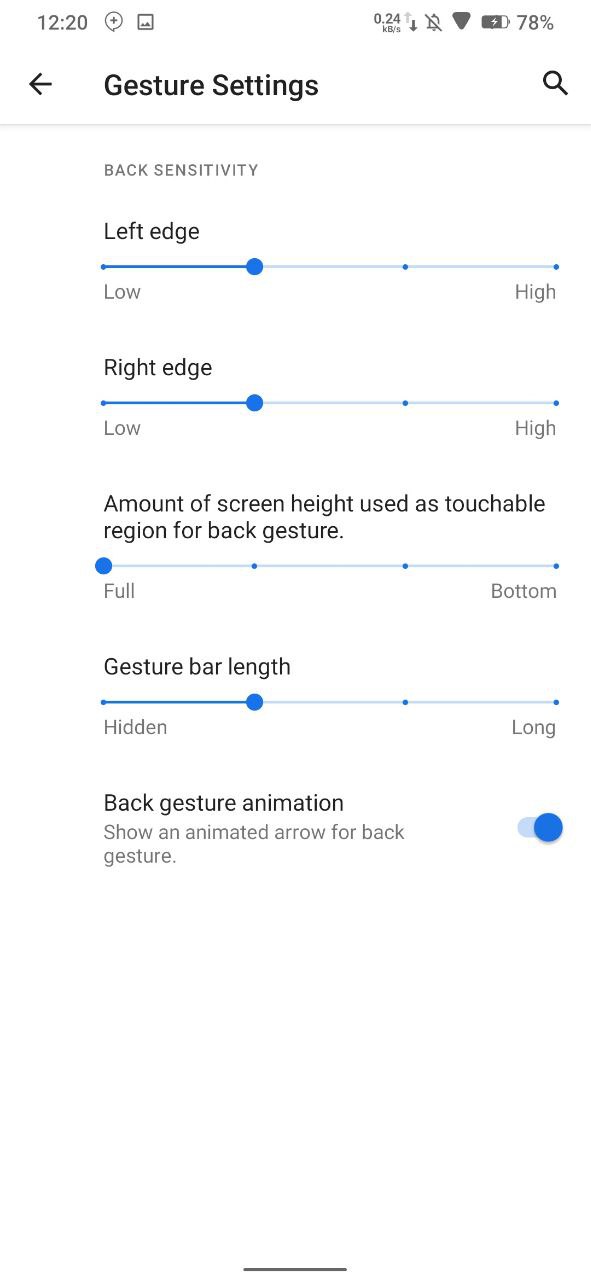 12:20 0.24 kB/s 78%
Gesture Settings
BACK SENSITIVITY
Left edge
Low High
Right edge
Low High
Amount of screen height used as touchable
region for back gesture.
Full Bottom
Gesture bar length
Hidden Long
Back gesture animation
Show an animated arrow for back
gesture.